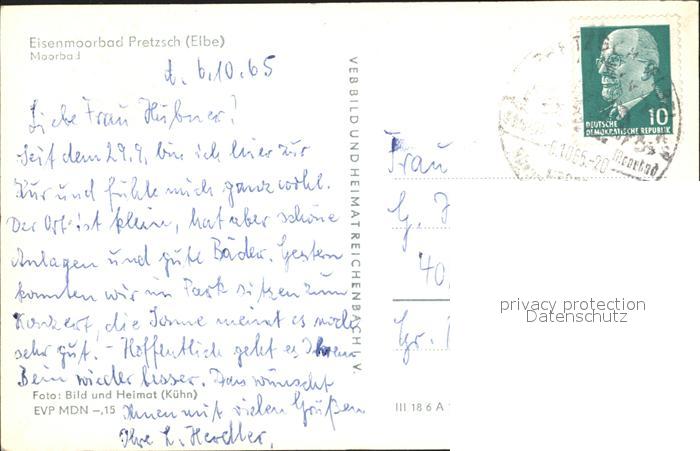 Eisenmoorbad Pretzsch (Elbe)
Moorbad
d. 6.10.65
Liebe Frau Hübner!
Seit dem 29.9. bin ich hier zur
Kur und fühle mich ganz wohl.
Der Ort ist klein, hat aber schöne
Anlagen und gute Bäder. Gestern
konnten wir im Park sitzen zum
Konzert, die Sonne meint es noch
sehr gut! - Hoffentlich geht es Ihrem
Bein wieder besser. Das wünscht
Ihnen mit vielen Grüßen
Ihre L.
Foto: Bild und Heimat (Kühn)
EVP MDN -,15
VEB BILD UND HEIMAT REICHENBACH I. V.
III 18 6 A
10
DEUTSCHE
DEMOKRATISCHE REPUBLIK
Frau
G.
40
Gr.
privacy protection
Datenschutz